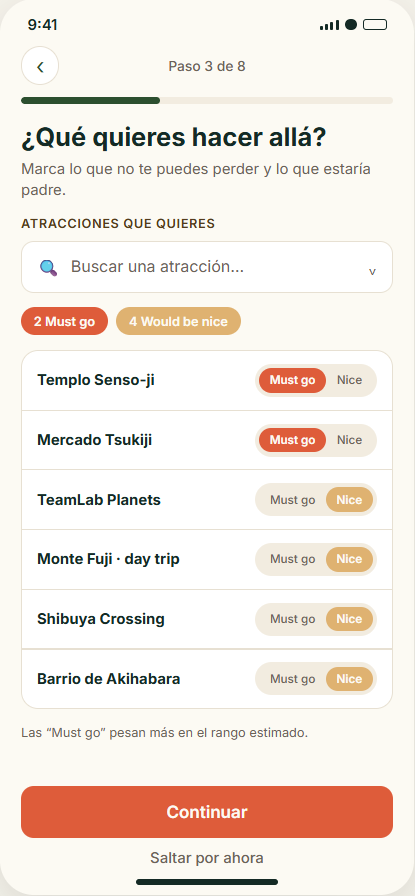 9:41
Paso 3 de 8
¿Qué quieres hacer allá?
Marca lo que no te puedes perder y lo que estaría
padre.
ATRACCIONES QUE QUIERES
Buscar una atracción...
2 Must go 4 Would be nice
Templo Senso-ji Must go Nice
Mercado Tsukiji Must go Nice
TeamLab Planets Must go Nice
Monte Fuji · day trip Must go Nice
Shibuya Crossing Must go Nice
Barrio de Akihabara Must go Nice
Las “Must go” pesan más en el rango estimado.
Continuar
Saltar por ahora